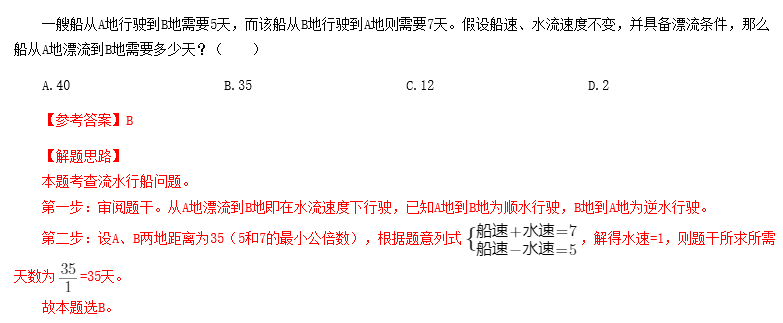 一艘船从A地行驶到B地需要5天，而该船从B地行驶到A地则需要7天。假设船速、水流速度不变，并具备漂流条件，那么
船从A地漂流到B地需要多少天？（　　）
A.40　B.35　C.12　D.2
【参考答案】B
【解题思路】
本题考查流水行船问题。
第一步：审阅题干。从A地漂流到B地即在水流速度下行驶，已知A地到B地为顺水行驶，B地到A地为逆水行驶。
第二步：设A、B两地距离为35（5和7的最小公倍数），根据题意列式{船速+水速=7 船速−水速=5，解得水速=1，则题干所求所需
天数为35/1=35天。
故本题选B。